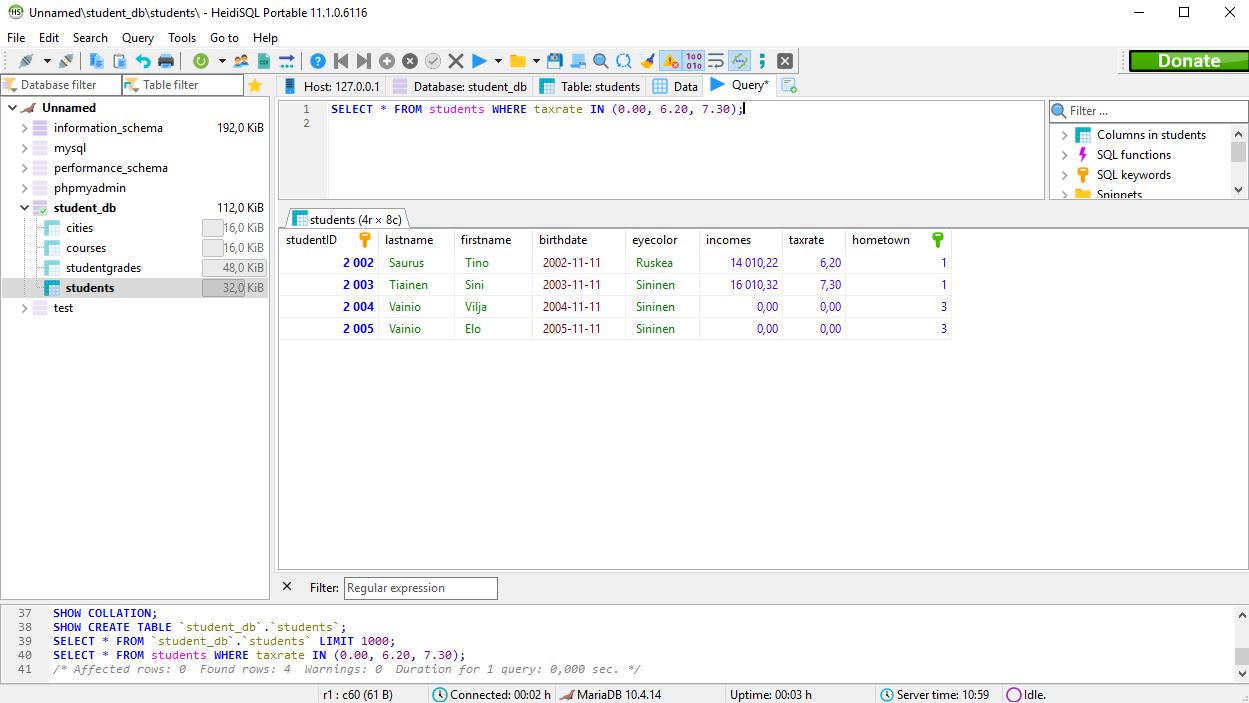 Unnamed\student_db\students\ - HeidiSQL Portable 11.1.0.6116
File Edit Search Query Tools Go to Help
Donate
Database filter Table filter
Host: 127.0.0.1 Database: student_db Table: students Data Query*
Unnamed
information_schema 192,0 KiB
mysql
performance_schema
phpmyadmin
student_db 112,0 KiB
cities 16,0 KiB
courses 16,0 KiB
studentgrades 48,0 KiB
students 32,0 KiB
test
1 SELECT * FROM students WHERE taxrate IN (0.00, 6.20, 7.30);
2
Filter ...
Columns in students
SQL functions
SQL keywords
Snippets
students (4r × 8c)
studentID lastname firstname birthdate eyecolor incomes taxrate hometown
2 002 Saurus Tino 2002-11-11 Ruskea 14 010,22 6,20 1
2 003 Tiainen Sini 2003-11-11 Sininen 16 010,32 7,30 1
2 004 Vainio Vilja 2004-11-11 Sininen 0,00 0,00 3
2 005 Vainio Elo 2005-11-11 Sininen 0,00 0,00 3
Filter: Regular expression
37 SHOW COLLATION;
38 SHOW CREATE TABLE `student_db`.`students`;
39 SELECT * FROM `student_db`.`students` LIMIT 1000;
40 SELECT * FROM students WHERE taxrate IN (0.00, 6.20, 7.30);
41 /* Affected rows: 0 Found rows: 4 Warnings: 0 Duration for 1 query: 0,000 sec. */
r1 : c60 (61 B) Connected: 00:02 h MariaDB 10.4.14 Uptime: 00:03 h Server time: 10:59 Idle.